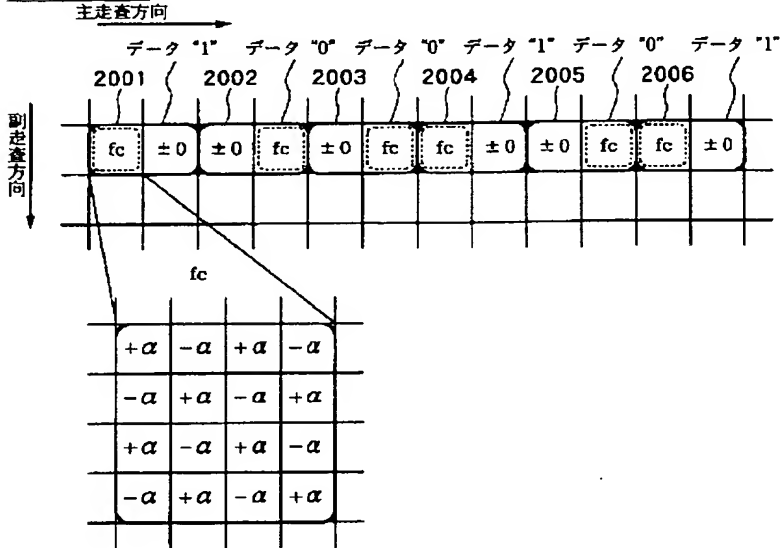 主走査方向
データ "1" データ "0" データ "0" データ "1" データ "0" データ "1"
2001 2002 2003 2004 2005 2006
副走査方向
fc ±0 ±0 fc ±0 fc fc ±0 ±0 fc fc ±0
fc
+α -α +α -α
-α +α -α +α
+α -α +α -α
-α +α -α +α